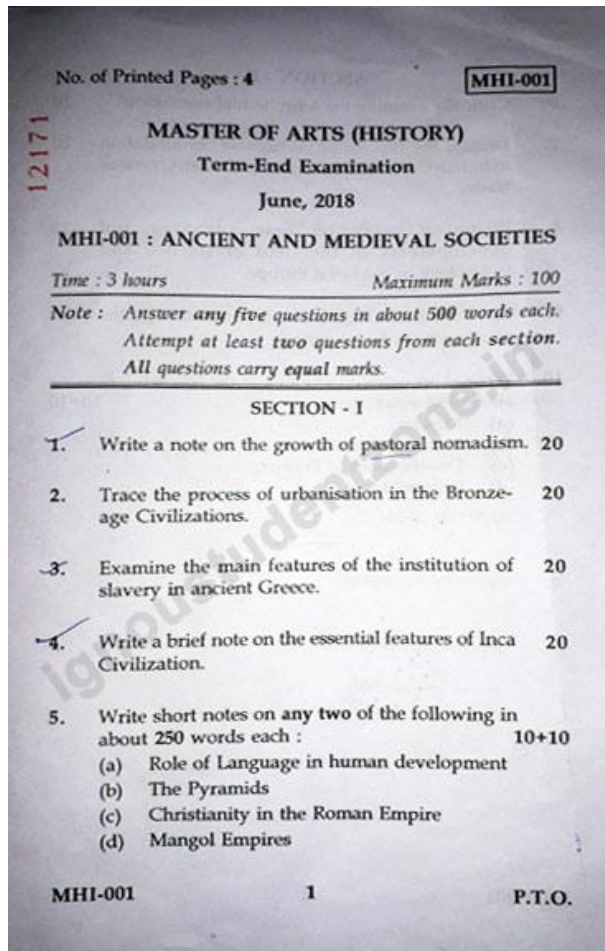 No. of Printed Pages : 4
MHI-001
12171
MASTER OF ARTS (HISTORY)
Term-End Examination
June, 2018
MHI-001 : ANCIENT AND MEDIEVAL SOCIETIES
Time : 3 hours Maximum Marks : 100
Note : Answer any five questions in about 500 words each.
Attempt at least two questions from each section.
All questions carry equal marks.
SECTION - I
1. Write a note on the growth of pastoral nomadism. 20
2. Trace the process of urbanisation in the Bronze- 20
age Civilizations.
3. Examine the main features of the institution of 20
slavery in ancient Greece.
4. Write a brief note on the essential features of Inca 20
Civilization.
5. Write short notes on any two of the following in
about 250 words each : 10+10
(a) Role of Language in human development
(b) The Pyramids
(c) Christianity in the Roman Empire
(d) Mangol Empires
MHI-001 1 P.T.O.
ignoustudentzone.in